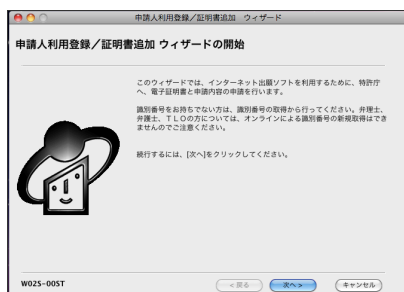 申請人利用登録／証明書追加　ウィザード
申請人利用登録／証明書追加 ウィザードの開始
このウィザードでは、インターネット出願ソフトを利用するために、特許庁
へ、電子証明書と申請内容の申請を行います。
識別番号をお持ちでない方は、識別番号の取得から行ってください。弁理士、
弁護士、ＴＬＯの方については、オンラインによる識別番号の新規取得はでき
ませんのでご注意ください。
続行するには、[次へ]をクリックしてください。
W02S-00ST
< 戻る
次へ >
キャンセル